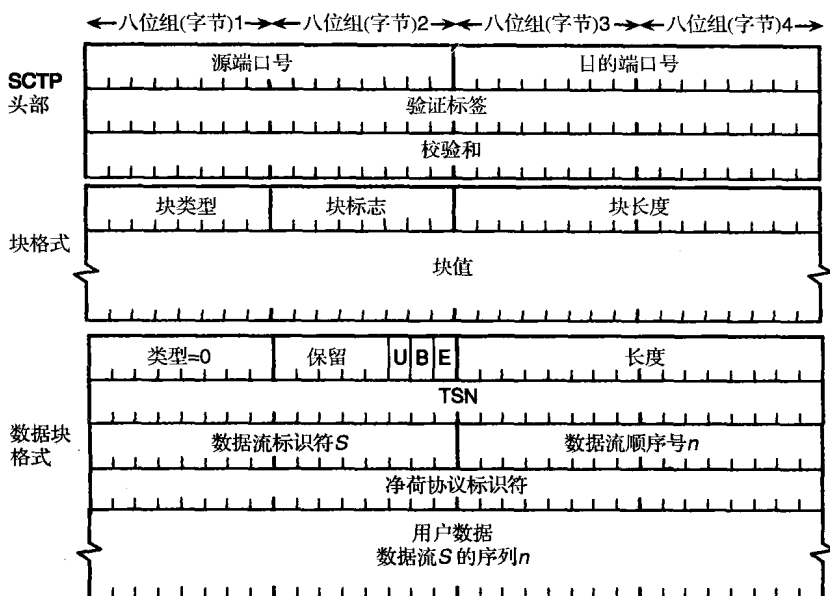 八位组(字节)1 八位组(字节)2 八位组(字节)3 八位组(字节)4
SCTP
头部
源端口号 目的端口号
验证标签
校验和
块格式
块类型 块标志 块长度
块值
数据块
格式
类型=0 保留 U B E 长度
TSN
数据流标识符S 数据流顺序号n
净荷协议标识符
用户数据
数据流S的序列n